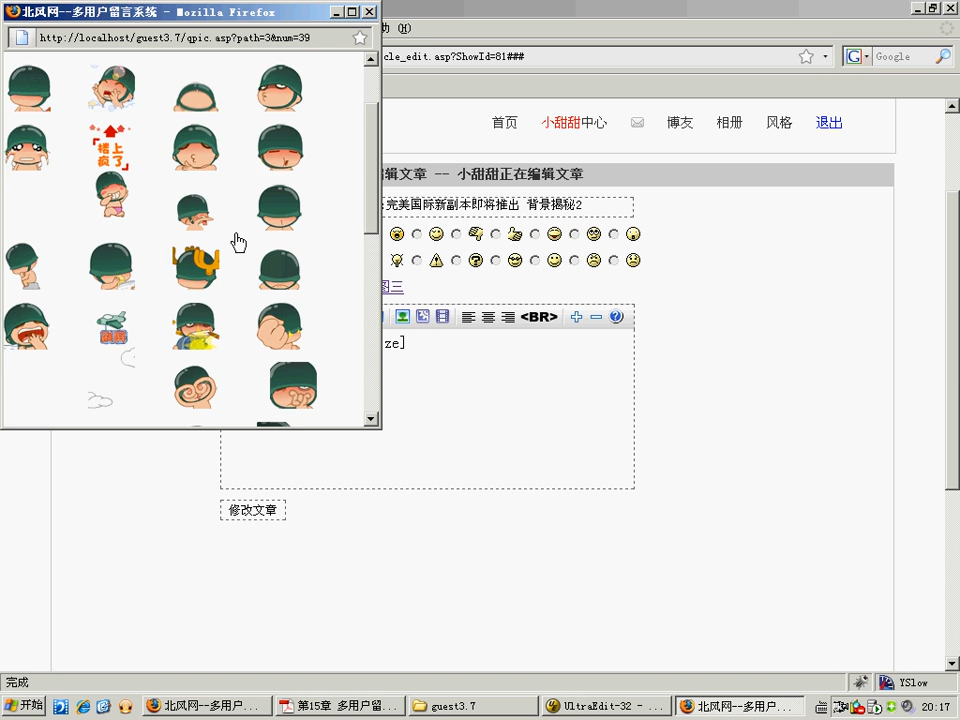 北风网--多用户留言系统 - Mozilla Firefox
http://localhost/guest3.7/qpic.asp?path=3&num=39
助 (H)
cle_edit.asp?ShowId=81###
Google
首页 小甜甜中心 博友 相册 风格 退出
辑文章 -- 小甜甜正在编辑文章
:完美国际新副本即将推出 背景揭秘2
图三
<BR>
ze]
楼上
疯了
修改文章
完成
YSlow
开始
北风网--多用户...
第15章 多用户留...
guest3.7
UltraEdit-32 - ...
北风网--多用户...
20:17